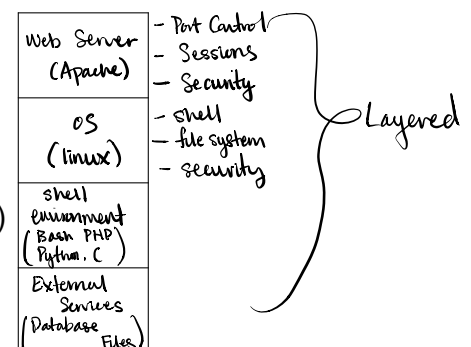 Web Server
(Apache)
- Port Control
- Sessions
- Security
OS
(linux)
- shell
- file system
- security
shell
environment
(Bash PHP
Python, C)
External
Services
(Database
Files)
Layered